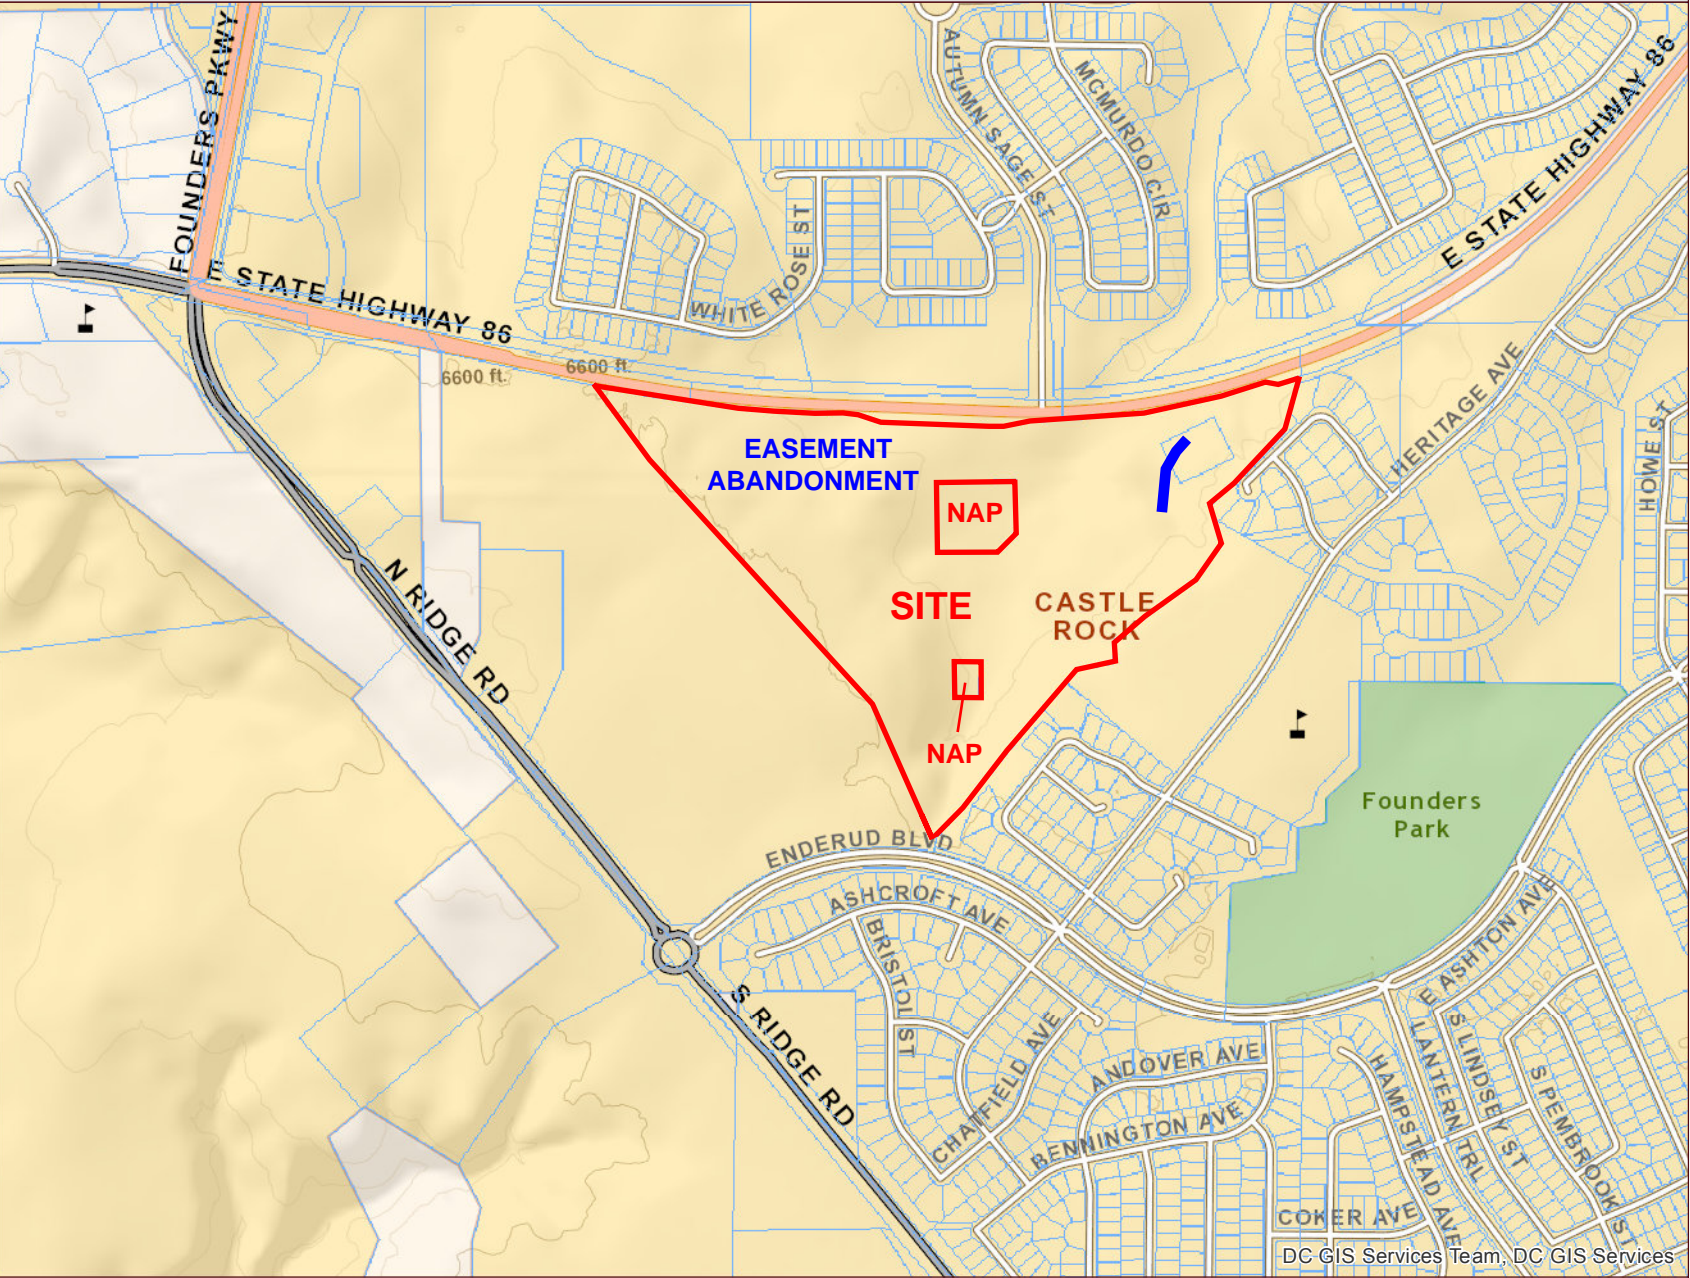 FOUNDERS PKWY
AUTUMN SAGE ST
MCMURDO CIR
E STATE HIGHWAY 86
E STATE HIGHWAY 86
WHITE ROSE ST
6600 ft.
6600 ft.
HERITAGE AVE
HOWE ST
EASEMENT
ABANDONMENT
NAP
SITE
CASTLE
ROCK
N RIDGE RD
NAP
Founders
Park
ENDERUD BLVD
ASHCROFT AVE
BRISTOL ST
E ASHTON AVE
S RIDGE RD
CHATFIELD AVE
ANDOVER AVE
BENNINGTON AVE
HAMPSTEAD AVE
LANTERN TRL
S LINDSEY ST
S PEMBROOK ST
COKER AVE
DC GIS Services Team, DC GIS Services